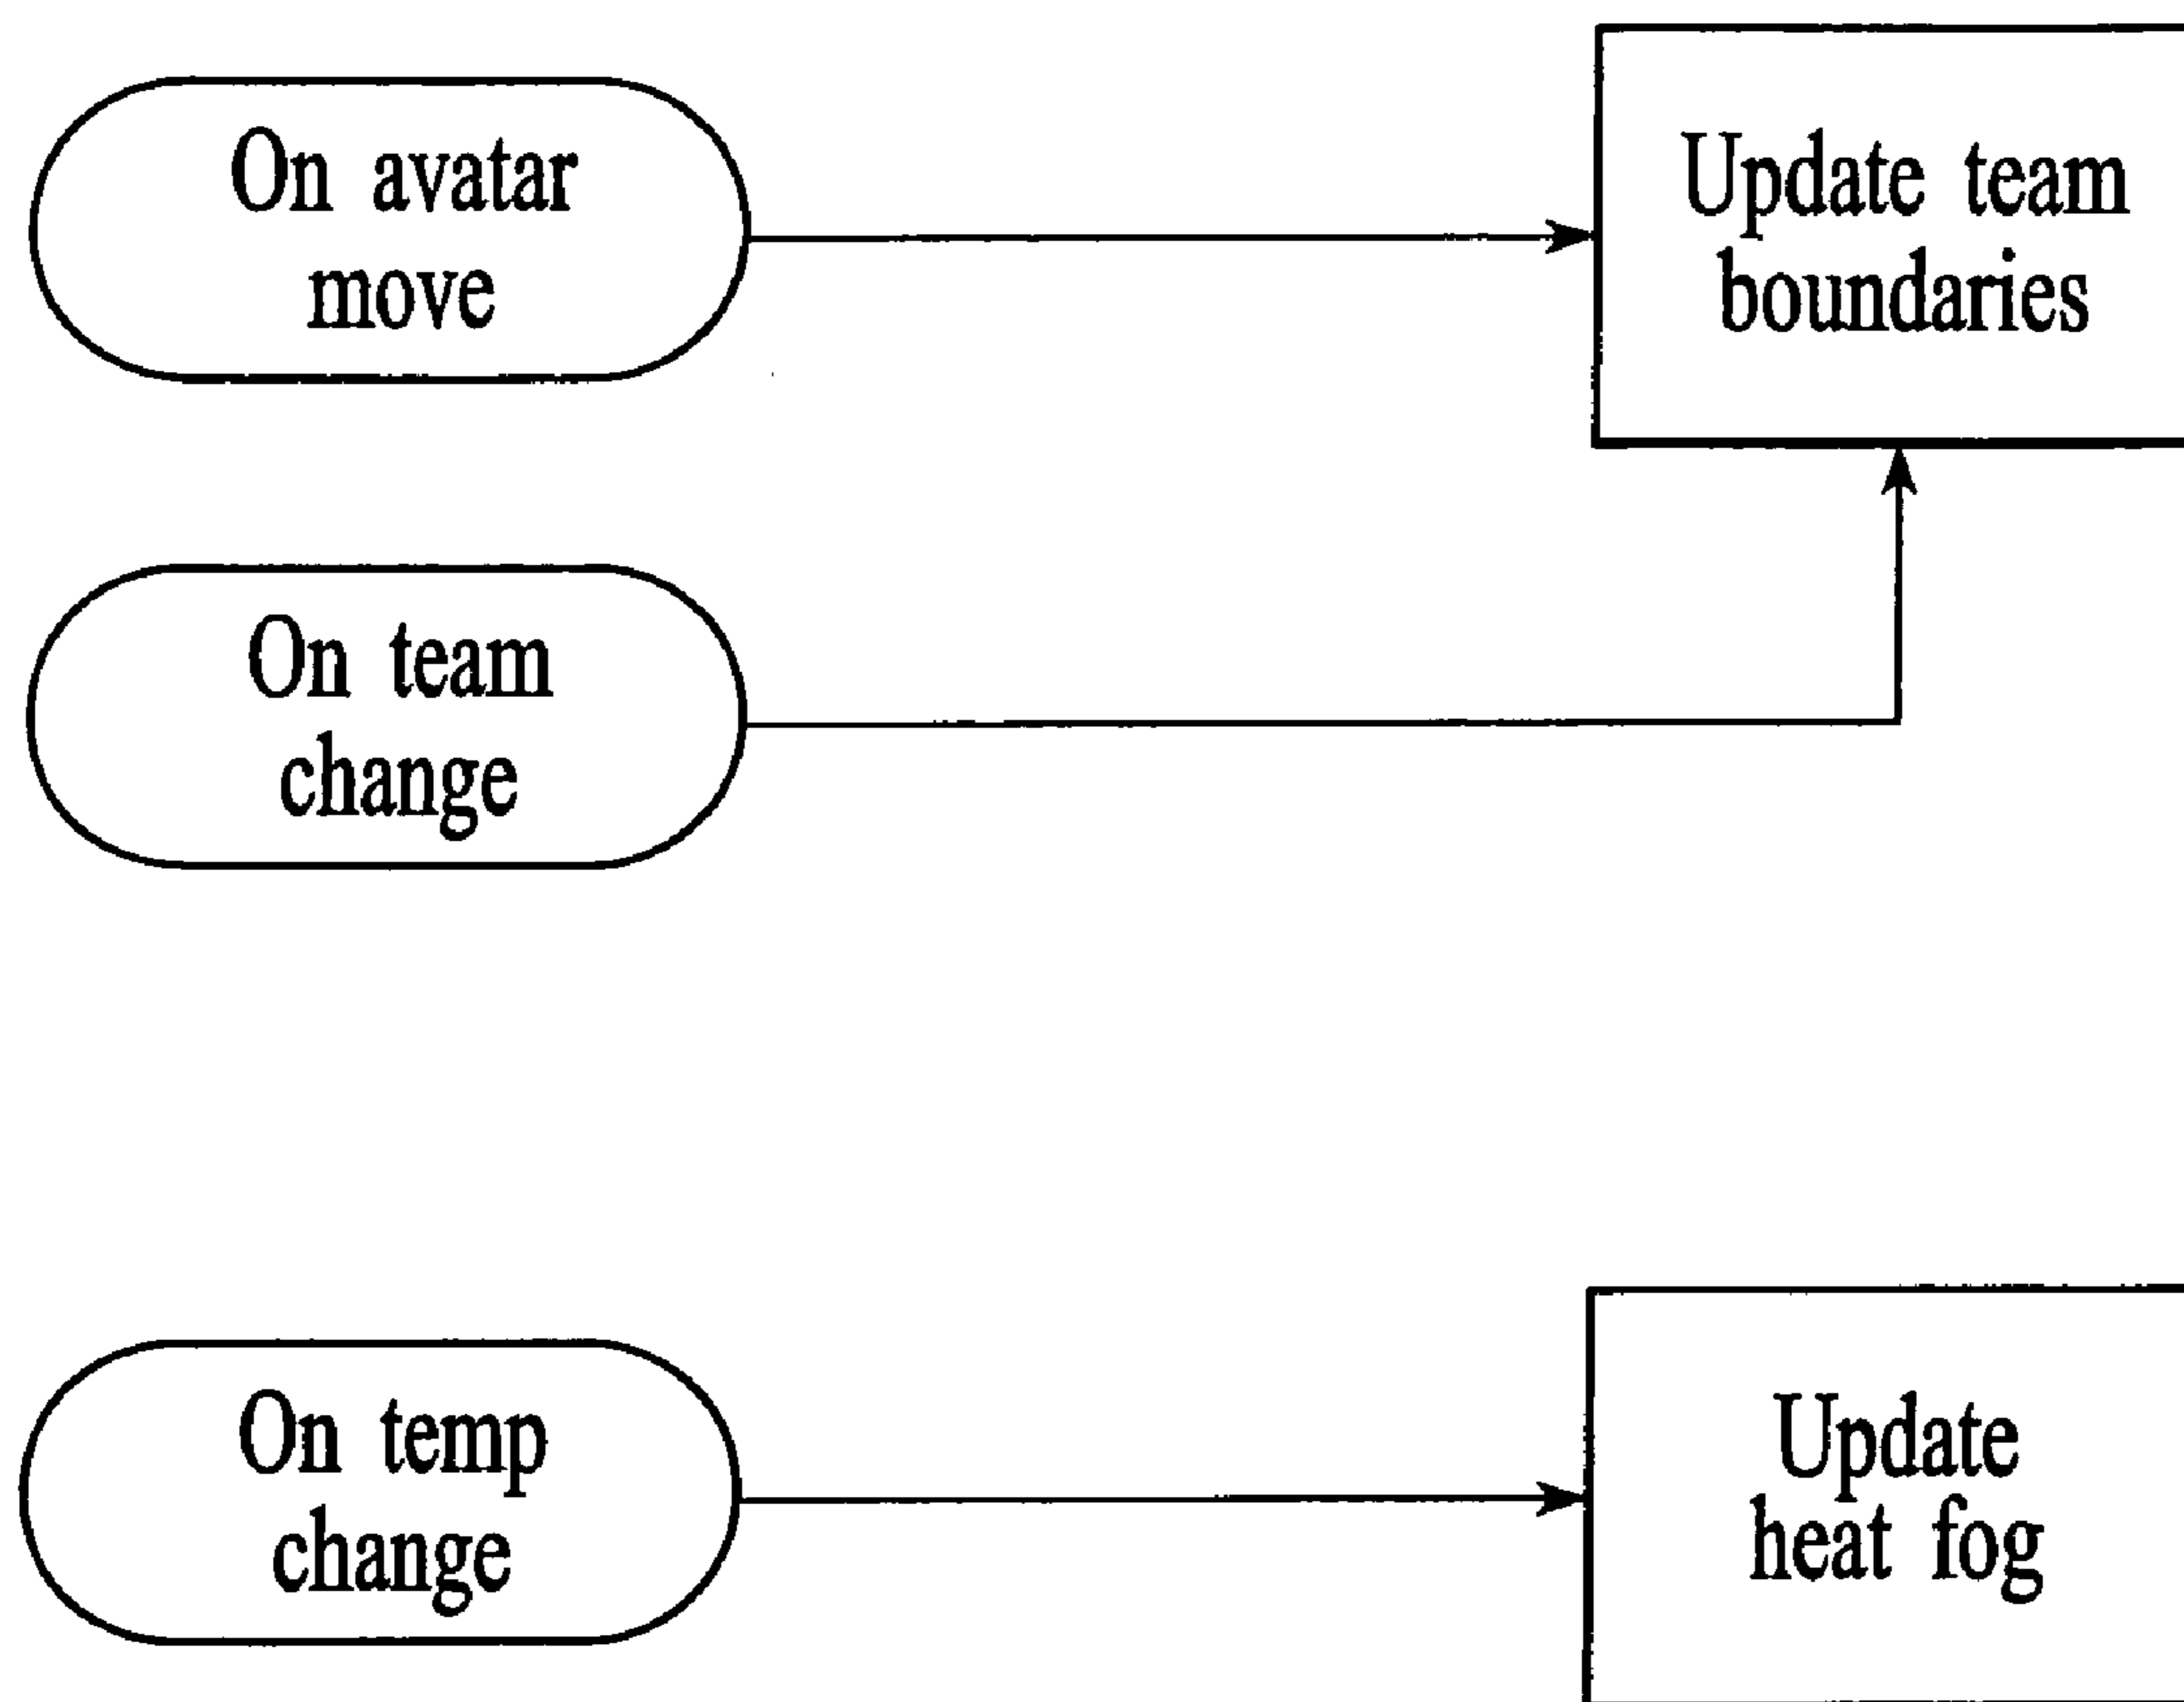 On avatar
move
Update team
boundaries
On team
change
On temp
change
Update
heat fog